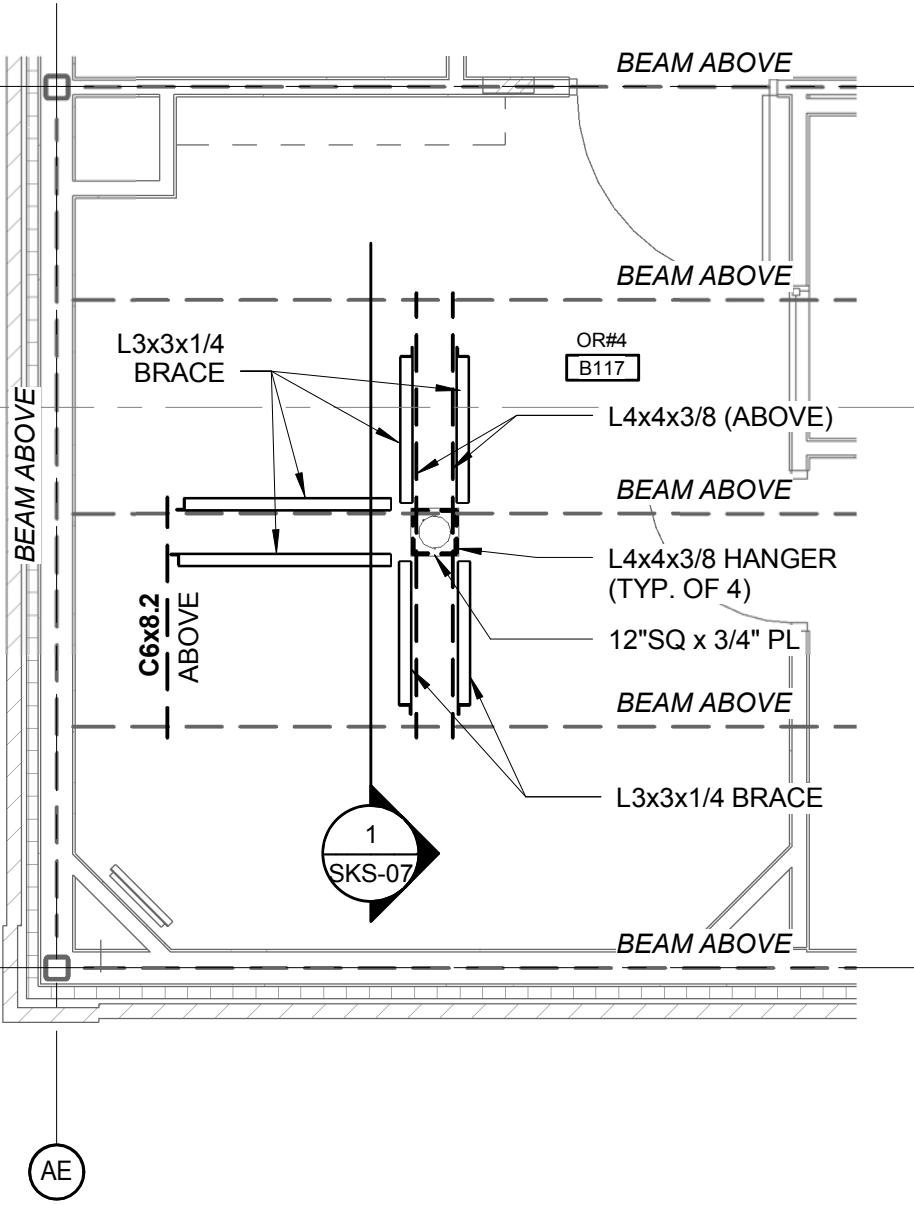 BEAM ABOVE
BEAM ABOVE
L3x3x1/4
BRACE
OR#4
B117
L4x4x3/8 (ABOVE)
BEAM ABOVE
BEAM ABOVE
L4x4x3/8 HANGER
(TYP. OF 4)
C6x8.2
ABOVE
12"SQ x 3/4" PL
BEAM ABOVE
L3x3x1/4 BRACE
1
SKS-07
BEAM ABOVE
AE